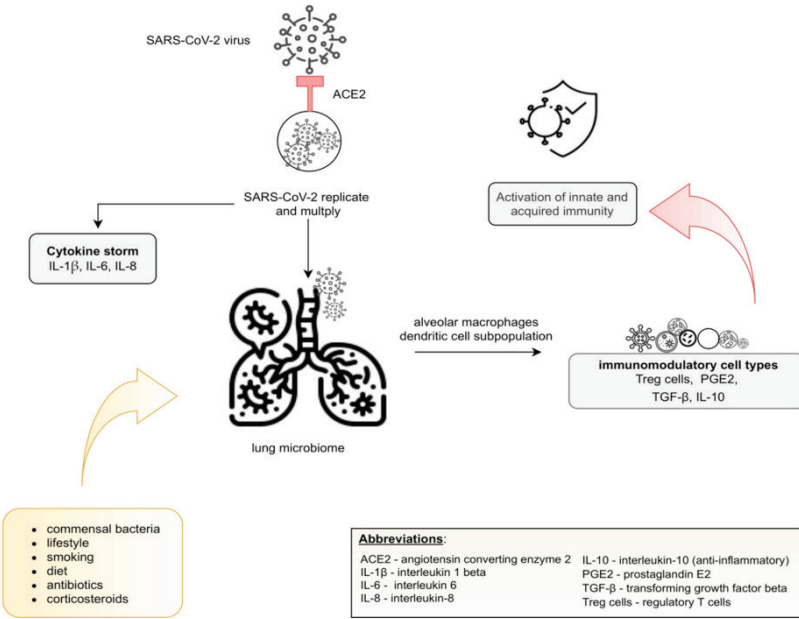 SARS-CoV-2 virus
ACE2
SARS-CoV-2 replicate
and multply
Cytokine storm
IL-1β, IL-6, IL-8
Activation of innate and
acquired immunity
alveolar macrophages
dendritic cell subpopulation
immunomodulatory cell types
Treg cells, PGE2,
TGF-β, IL-10
lung microbiome
• commensal bacteria
• lifestyle
• smoking
• diet
• antibiotics
• corticosteroids
Abbreviations:
ACE2 - angiotensin converting enzyme 2
IL-1β - interleukin 1 beta
IL-6 - interleukin 6
IL-8 - interleukin-8
IL-10 - interleukin-10 (anti-inflammatory)
PGE2 - prostaglandin E2
TGF-β - transforming growth factor beta
Treg cells - regulatory T cells